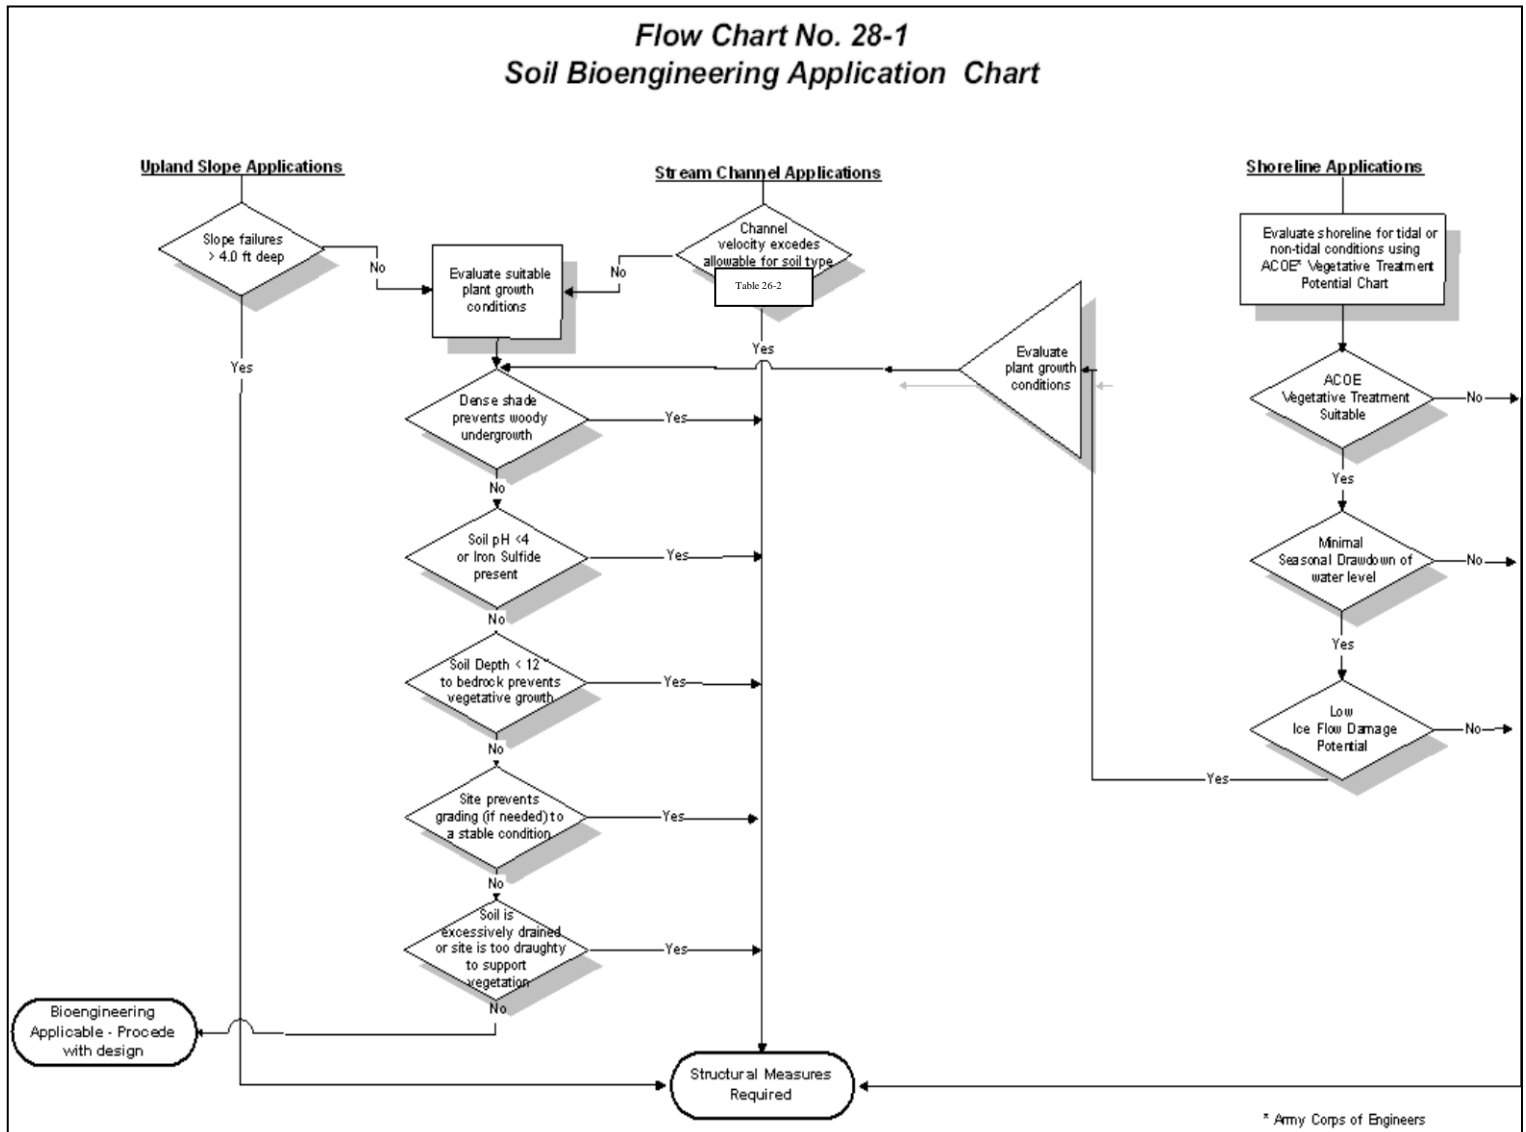 Flow Chart No. 28-1
Soil Bioengineering Application Chart
Upland Slope Applications
Slope failures
> 4.0 ft deep
No
Yes
Stream Channel Applications
Channel
velocity excedes
allowable for soil type
Table 26-2
No
Yes
Evaluate suitable
plant growth
conditions
Dense shade
prevents woody
undergrowth
Yes
No
Soil pH <4
or Iron Sulfide
present
Yes
No
Soil Depth < 12"
to bedrock prevents
vegetative growth
Yes
No
Site prevents
grading (if needed) to
a stable condition
Yes
No
Soil is
excessively drained
or site is too draughty
to support
vegetation
Yes
No
Bioengineering
Applicable - Procede
with design
Structural Measures
Required
Evaluate
plant growth
conditions
Shoreline Applications
Evaluate shoreline for tidal or
non-tidal conditions using
ACOE* Vegetative Treatment
Potential Chart
ACOE
Vegetative Treatment
Suitable
No
Yes
Minimal
Seasonal Drawdown of
water level
No
Yes
Low
Ice Flow Damage
Potential
No
Yes
* Army Corps of Engineers